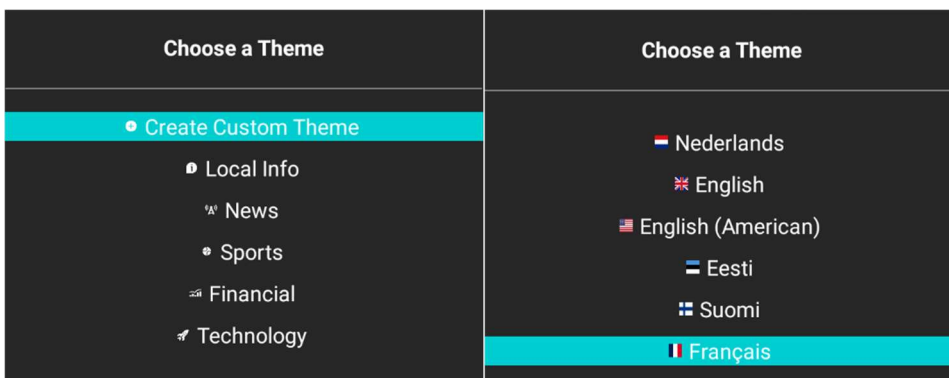 Choose a Theme
Create Custom Theme
Local Info
News
Sports
Financial
Technology
Choose a Theme
Nederlands
English
English (American)
Eesti
Suomi
Français